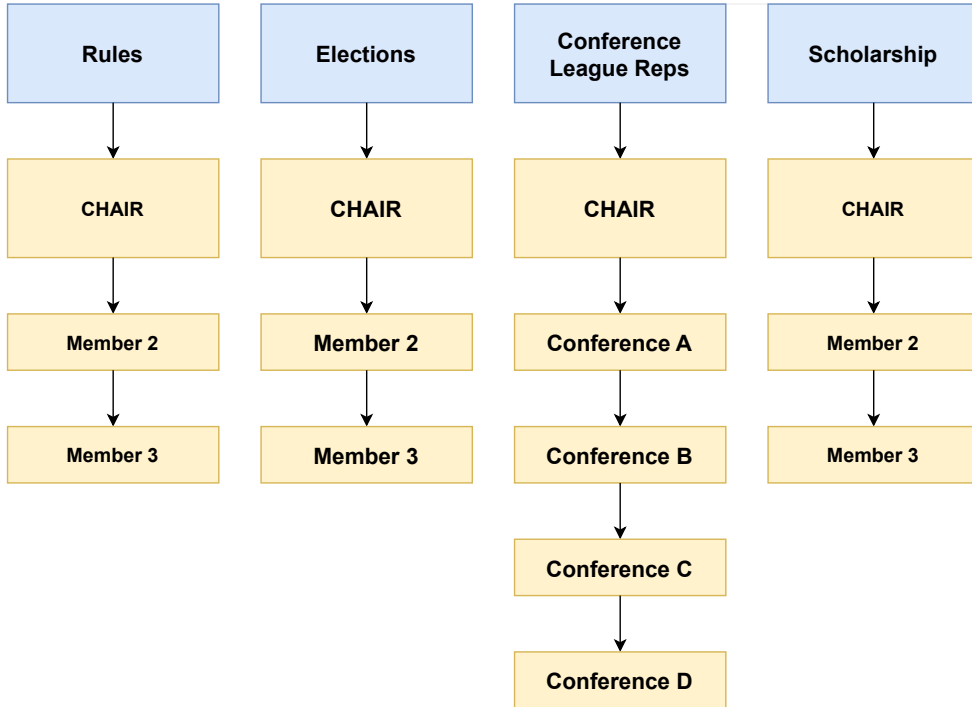 Rules
Elections
Conference
League Reps
Scholarship
CHAIR
CHAIR
CHAIR
CHAIR
Member 2
Member 2
Conference A
Member 2
Member 3
Member 3
Conference B
Member 3
Conference C
Conference D